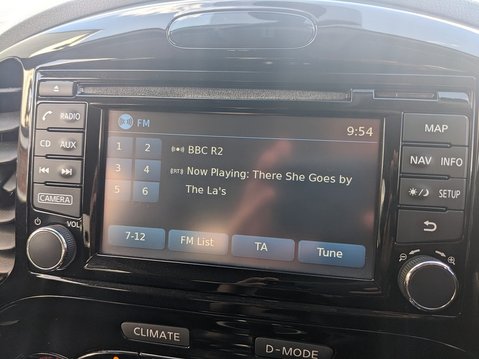 FM
9:54
1 2
3 4
5 6
BBC R2
RT Now Playing: There She Goes by
The La's
7-12 FM List TA Tune
RADIO
CD AUX
CAMERA
VOL
MAP
NAV INFO
SETUP
CLIMATE
D-MODE